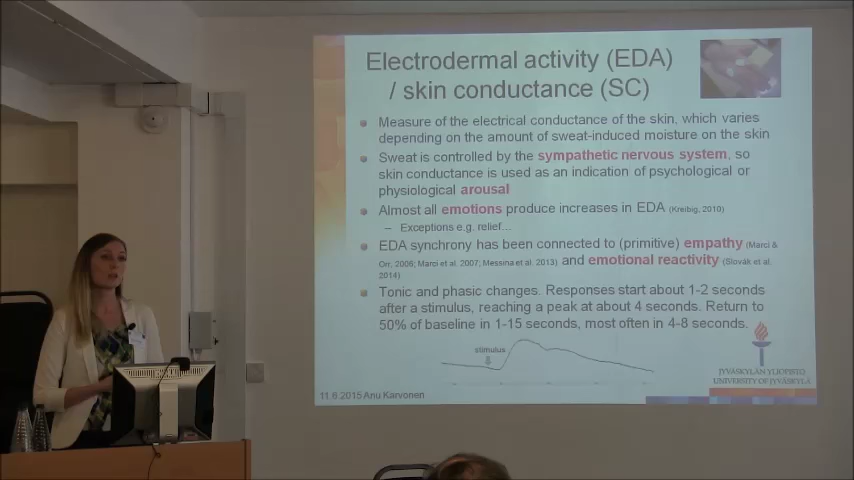 Electrodermal activity (EDA)
/ skin conductance (SC)
Measure of the electrical conductance of the skin, which varies
depending on the amount of sweat-induced moisture on the skin
Sweat is controlled by the sympathetic nervous system, so
skin conductance is used as an indication of psychological or
physiological arousal
Almost all emotions produce increases in EDA (Kreibig, 2010)
– Exceptions e.g. relief…
EDA synchrony has been connected to (primitive) empathy (Marci &
Orr, 2006; Marci et al. 2007; Messina et al. 2013) and emotional reactivity (Slovák et al.
2014)
Tonic and phasic changes. Responses start about 1-2 seconds
after a stimulus, reaching a peak at about 4 seconds. Return to
50% of baseline in 1-15 seconds, most often in 4-8 seconds.
stimulus
JYVÄSKYLÄN YLIOPISTO
UNIVERSITY OF JYVÄSKYLÄ
11.6.2015 Anu Karvonen